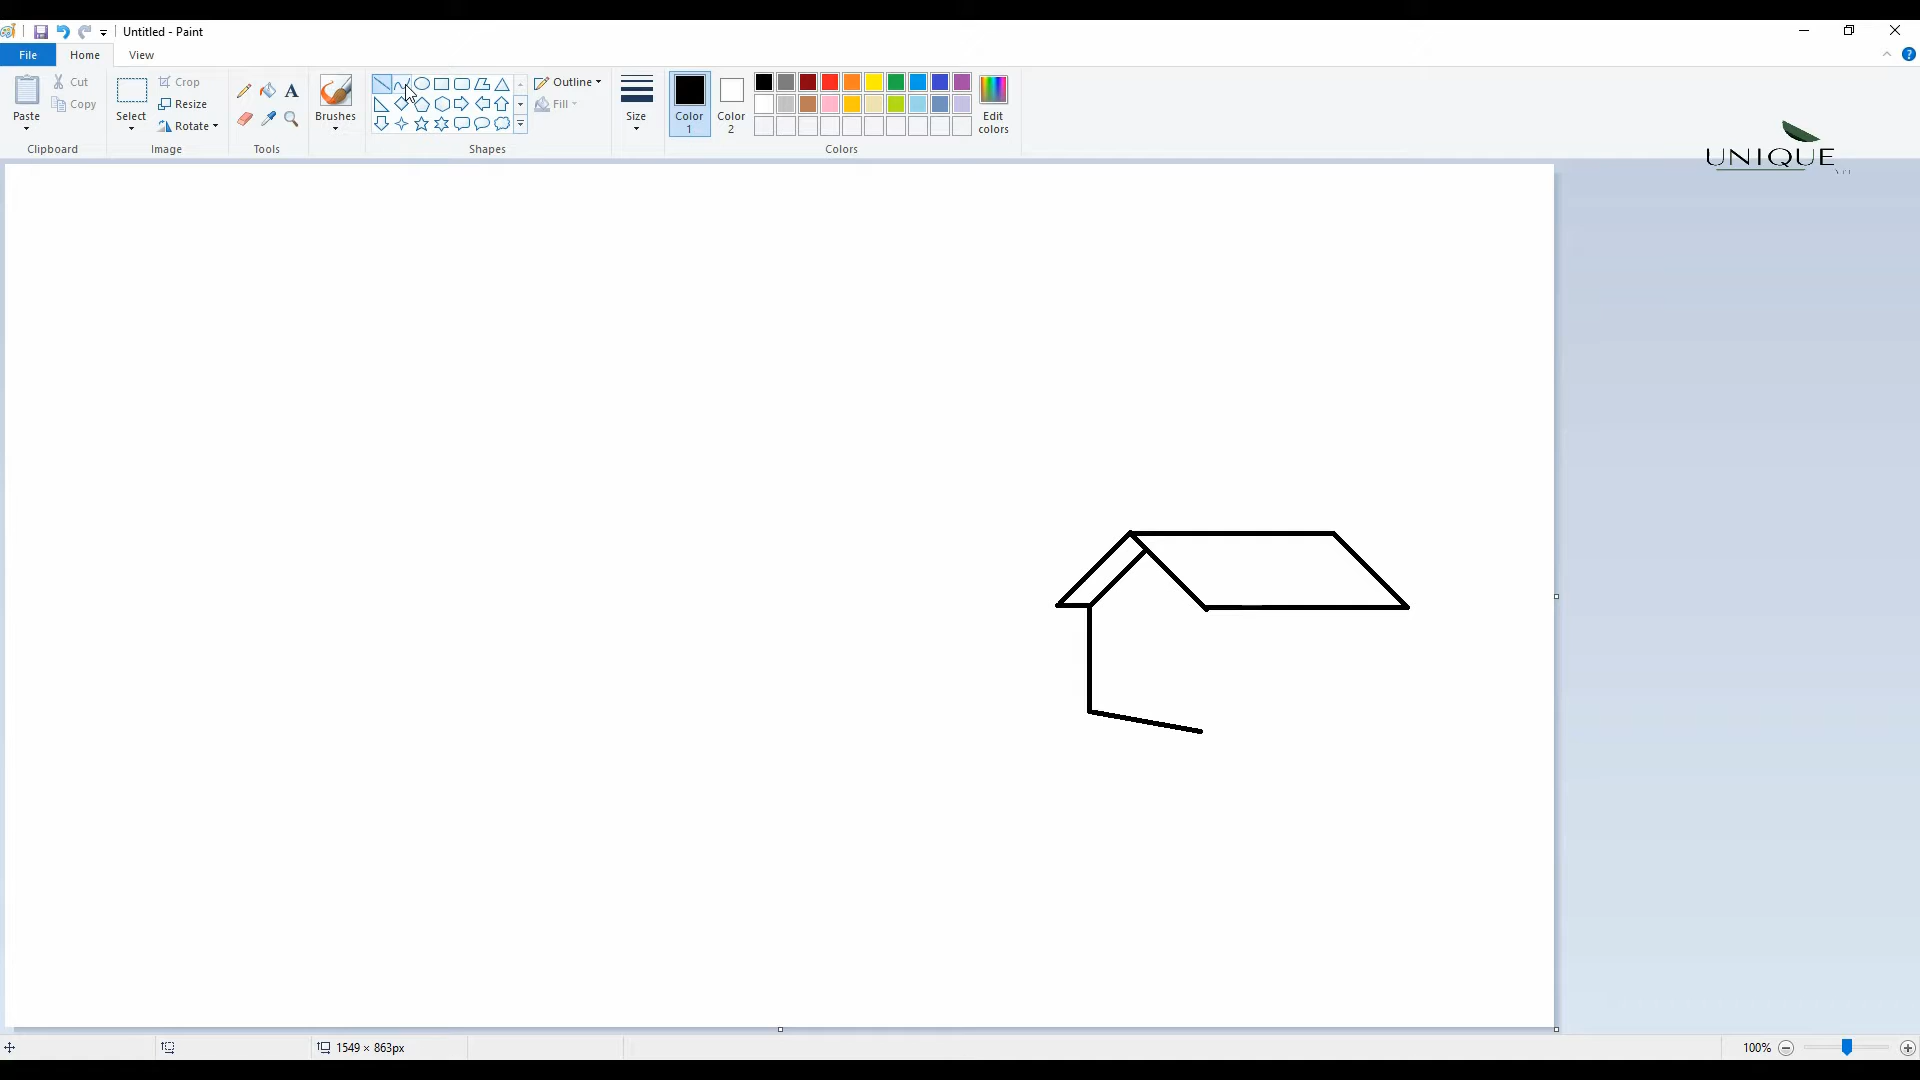 Untitled - Paint
File Home View
Paste
Cut
Copy
Clipboard
Select
Crop
Resize
Rotate
Image
A
Tools
Brushes
Shapes
Outline
Fill
Size
Color 1
Color 2
Edit colors
Colors
UNIQUE
1549 × 863px
100%